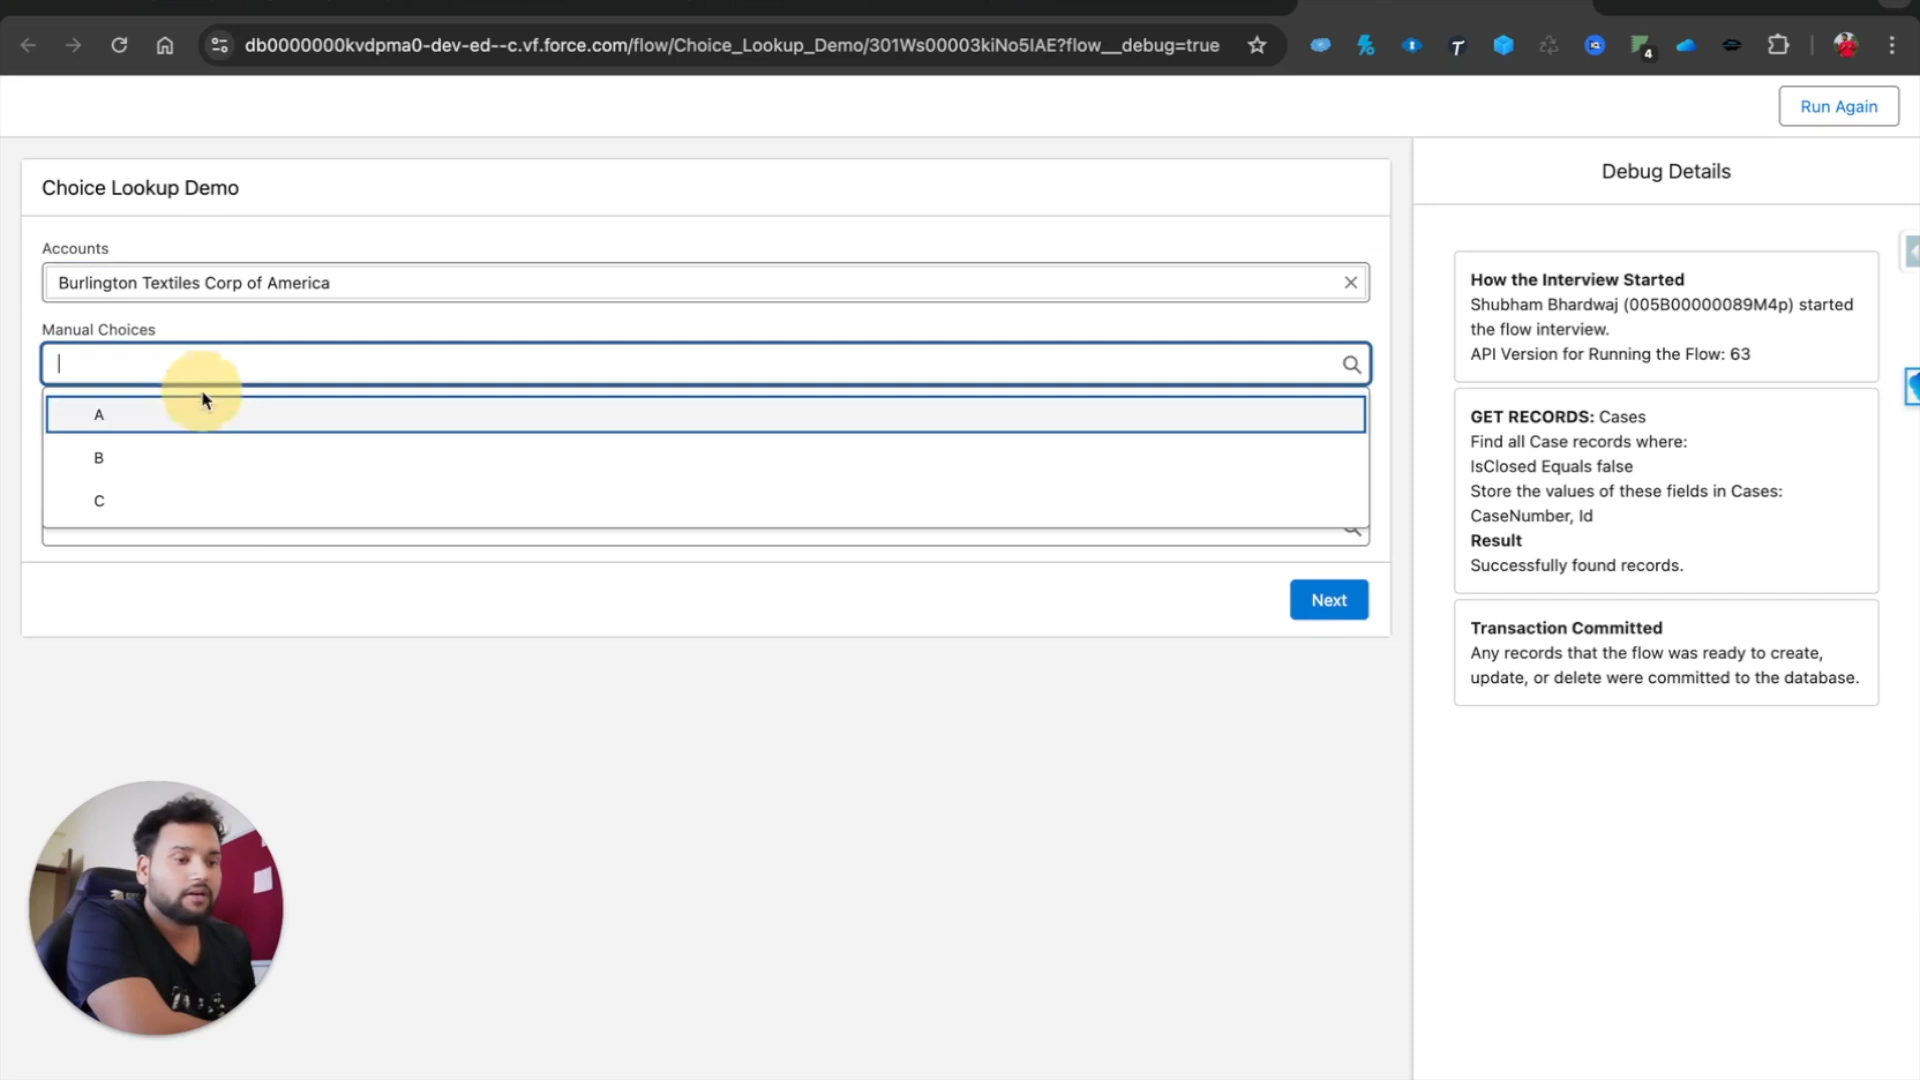 db0000000kvdpma0-dev-ed--c.vf.force.com/flow/Choice_Lookup_Demo/301Ws00003kiNo5IAE?flow__debug=true
4
Run Again
Choice Lookup Demo
Accounts
Burlington Textiles Corp of America
Manual Choices
A
B
C
Next
Debug Details
How the Interview Started
Shubham Bhardwaj (005B00000089M4p) started
the flow interview.
API Version for Running the Flow: 63
GET RECORDS: Cases
Find all Case records where:
IsClosed Equals false
Store the values of these fields in Cases:
CaseNumber, Id
Result
Successfully found records.
Transaction Committed
Any records that the flow was ready to create,
update, or delete were committed to the database.